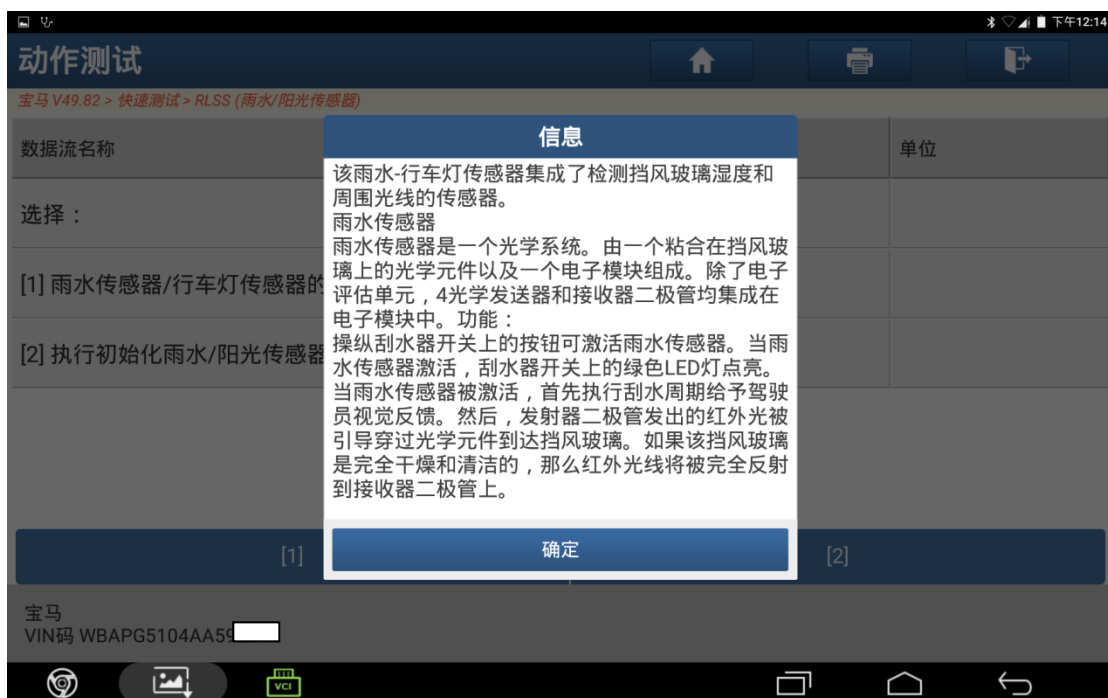 下午12:14
动作测试
宝马 V49.82 > 快速测试 > RLSS (雨水/阳光传感器)
数据流名称
单位
选择：
[1] 雨水传感器/行车灯传感器的
[2] 执行初始化雨水/阳光传感器
信息
该雨水-行车灯传感器集成了检测挡风玻璃湿度和
周围光线的传感器。
雨水传感器
雨水传感器是一个光学系统。由一个粘合在挡风玻
璃上的光学元件以及一个电子模块组成。除了电子
评估单元，4光学发送器和接收器二极管均集成在
电子模块中。功能：
操纵刮水器开关上的按钮可激活雨水传感器。当雨
水传感器激活，刮水器开关上的绿色LED灯点亮。
当雨水传感器被激活，首先执行刮水周期给予驾驶
员视觉反馈。然后，发射器二极管发出的红外光被
引导穿过光学元件到达挡风玻璃。如果该挡风玻璃
是完全干燥和清洁的，那么红外光线将被完全反射
到接收器二极管上。
确定
[1]
[2]
宝马
VIN码 WBAPG5104AA59
VCI